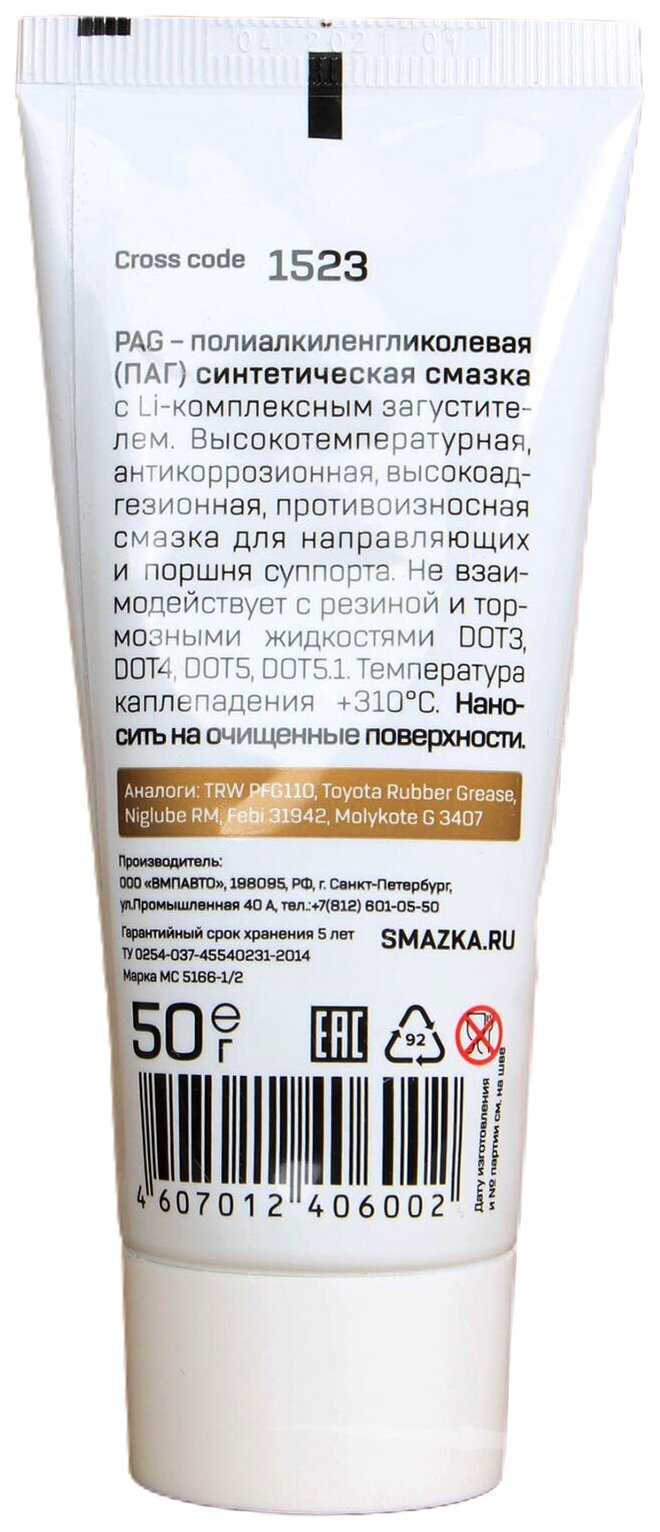 04 2021 01
Cross code 1523
PAG – полиалкиленгликолевая
(ПАГ) синтетическая смазка
с Li-комплексным загустите-
лем. Высокотемпературная,
антикоррозионная, высокоад-
гезионная, противоизносная
смазка для направляющих
и поршня суппорта. Не взаи-
модействует с резиной и тор-
мозными жидкостями DOT3,
DOT4, DOT5, DOT5.1. Температура
каплепадения +310°С. Нано-
сить на очищенные поверхности.
Аналоги: TRW PFG110, Toyota Rubber Grease,
Niglube RM, Febi 31942, Molykote G 3407
Производитель:
ООО «ВМПАВТО», 198095, РФ, г. Санкт-Петербург,
ул.Промышленная 40 А, тел.:+7(812) 601-05-50
Гарантийный срок хранения 5 лет
ТУ 0254-037-45540231-2014
Марка МС 5166-1/2
SMAZKA.RU
50 г
e
EAC
92
Дату изготовления
и № партии см. на шве
4 607012 406002